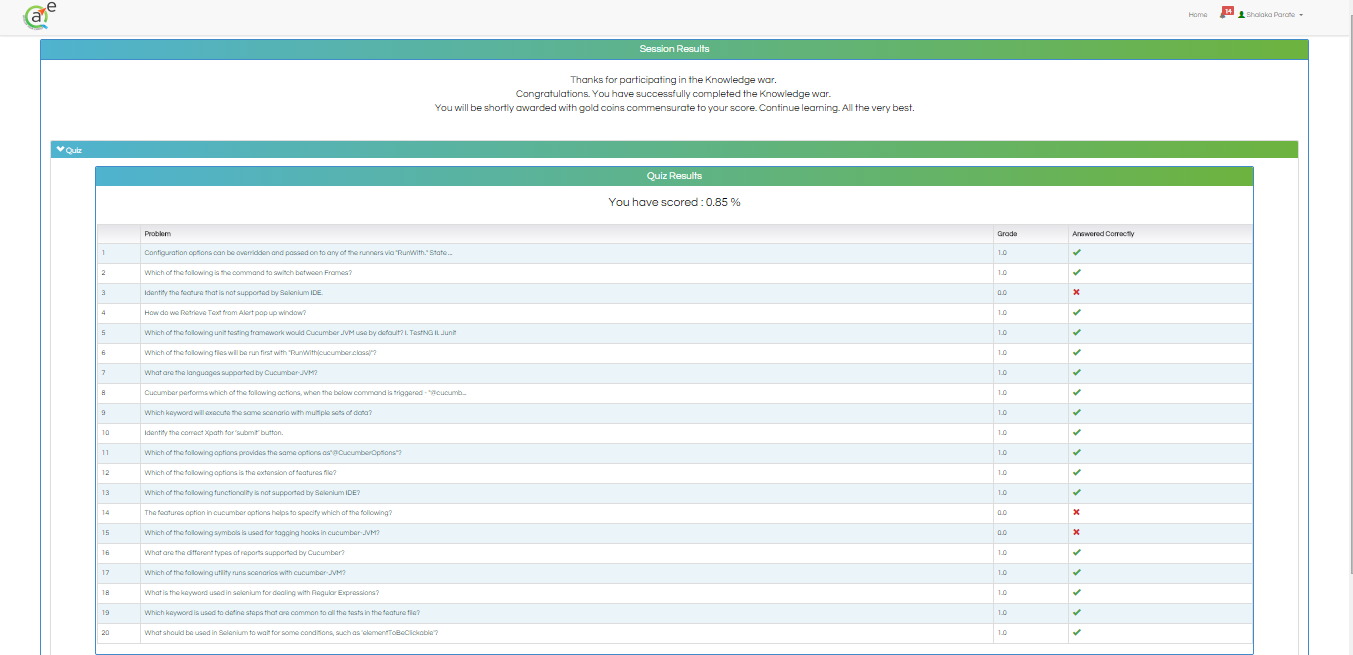 a e
Home 14 Shalaka Parate
Session Results
Thanks for participating in the Knowledge war.
Congratulations. You have successfully completed the Knowledge war.
You will be shortly awarded with gold coins commensurate to your score. Continue learning. All the very best.
Quiz
Quiz Results
You have scored : 0.85 %
Problem Grade Answered Correctly
1 Configuration options can be overridden and passed on to any of the runners via "RunWith." State... 1.0
2 Which of the following is the command to switch between Frames? 1.0
3 Identify the feature that is not supported by Selenium IDE. 0.0
4 How do we Retrieve Text from Alert pop up window? 1.0
5 Which of the following unit testing framework would Cucumber JVM use by default? I. TestNG II. Junit 1.0
6 Which of the following files will be run first with "RunWith(cucumber.class)"? 1.0
7 What are the languages supported by Cucumber-JVM? 1.0
8 Cucumber performs which of the following actions, when the below command is triggered - "@cucumb... 1.0
9 Which keyword will execute the same scenario with multiple sets of data? 1.0
10 Identify the correct Xpath for 'submit' button. 1.0
11 Which of the following options provides the same options as"@CucumberOptions"? 1.0
12 Which of the following options is the extension of features file? 1.0
13 Which of the following functionality is not supported by Selenium IDE? 1.0
14 The features option in cucumber options helps to specify which of the following? 0.0
15 Which of the following symbols is used for tagging hooks in cucumber-JVM? 0.0
16 What are the different types of reports supported by Cucumber? 1.0
17 Which of the following utility runs scenarios with cucumber-JVM? 1.0
18 What is the keyword used in selenium for dealing with Regular Expressions? 1.0
19 Which keyword is used to define steps that are common to all the tests in the feature file? 1.0
20 What should be used in Selenium to wait for some conditions, such as 'elementToBeClickable'? 1.0